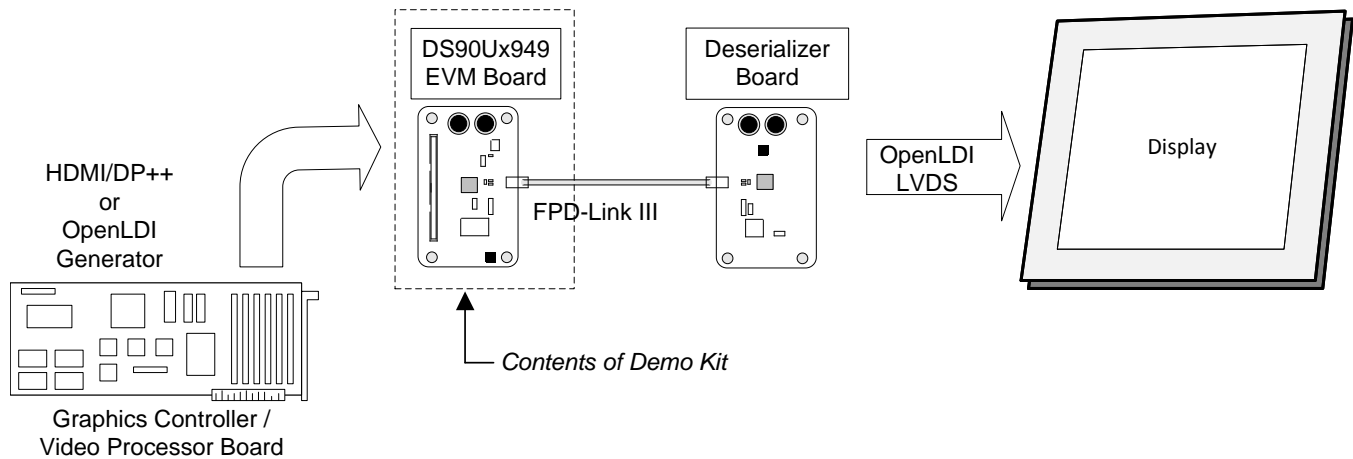 DS90Ux949
EVM Board
Deserializer
Board
HDMI/DP++
or
OpenLDI
Generator
FPD-Link III
OpenLDI
LVDS
Display
Contents of Demo Kit
Graphics Controller /
Video Processor Board